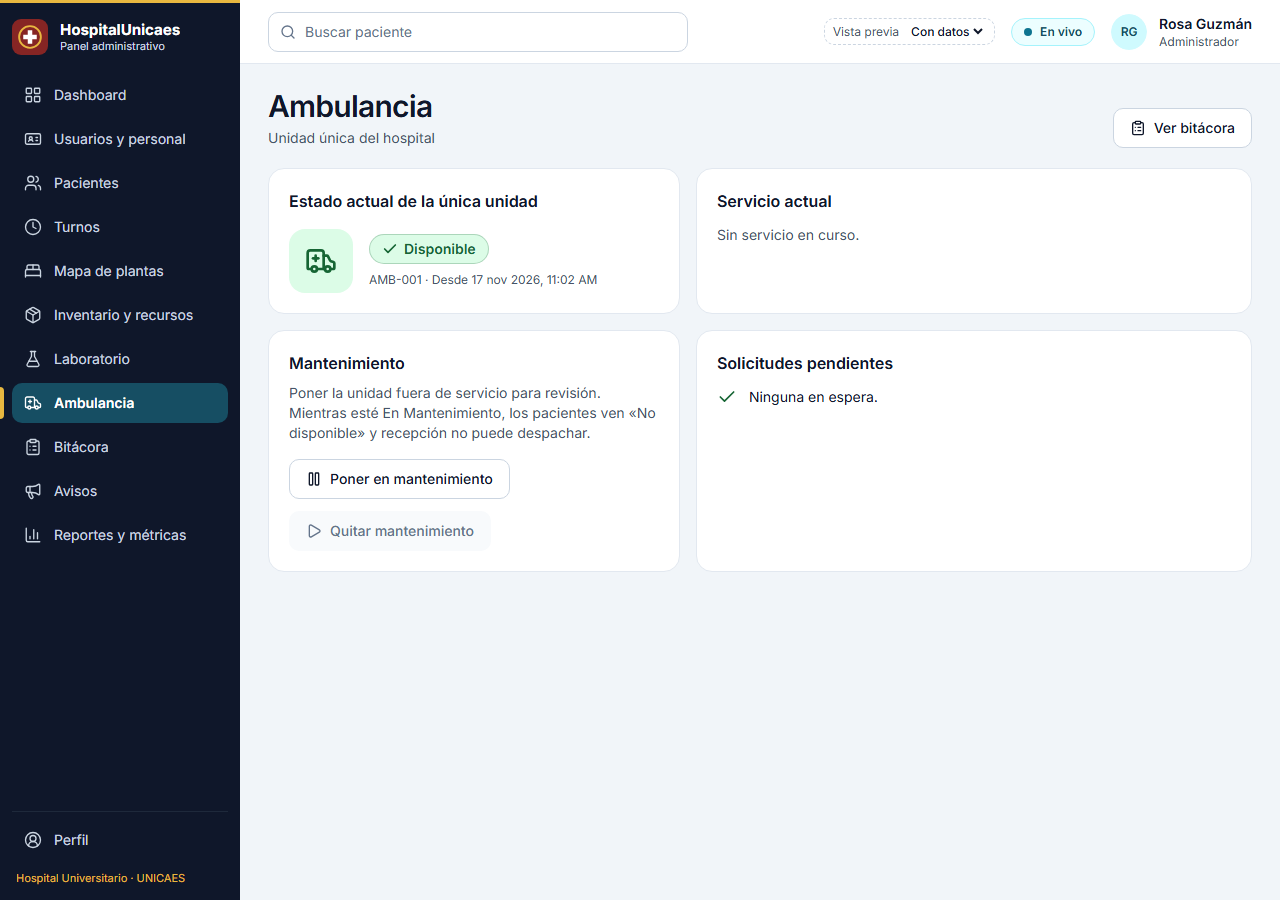 HospitalUnicaes
Panel administrativo
Dashboard
Usuarios y personal
Pacientes
Turnos
Mapa de plantas
Inventario y recursos
Laboratorio
Ambulancia
Bitácora
Avisos
Reportes y métricas
Perfil
Hospital Universitario · UNICAES
Buscar paciente
Vista previa Con datos
En vivo
RG
Rosa Guzmán
Administrador
Ambulancia
Unidad única del hospital
Ver bitácora
Estado actual de la única unidad
Disponible
AMB-001 · Desde 17 nov 2026, 11:02 AM
Servicio actual
Sin servicio en curso.
Mantenimiento
Poner la unidad fuera de servicio para revisión.
Mientras esté En Mantenimiento, los pacientes ven «No
disponible» y recepción no puede despachar.
Poner en mantenimiento
Quitar mantenimiento
Solicitudes pendientes
Ninguna en espera.